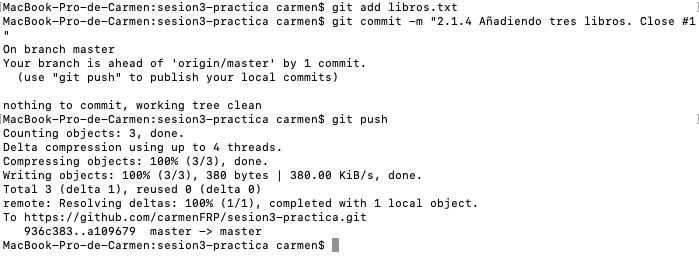 [MacBook-Pro-de-Carmen:sesion3-practica carmen$ git add libros.txt ]
[MacBook-Pro-de-Carmen:sesion3-practica carmen$ git commit -m "2.1.4 Añadiendo tres libros. Close #1 ]
"
On branch master
Your branch is ahead of 'origin/master' by 1 commit.
  (use "git push" to publish your local commits)

nothing to commit, working tree clean
[MacBook-Pro-de-Carmen:sesion3-practica carmen$ git push ]
Counting objects: 3, done.
Delta compression using up to 4 threads.
Compressing objects: 100% (3/3), done.
Writing objects: 100% (3/3), 380 bytes | 380.00 KiB/s, done.
Total 3 (delta 1), reused 0 (delta 0)
remote: Resolving deltas: 100% (1/1), completed with 1 local object.
To https://github.com/carmenFRP/sesion3-practica.git
   936c383..a109679  master -> master
MacBook-Pro-de-Carmen:sesion3-practica carmen$